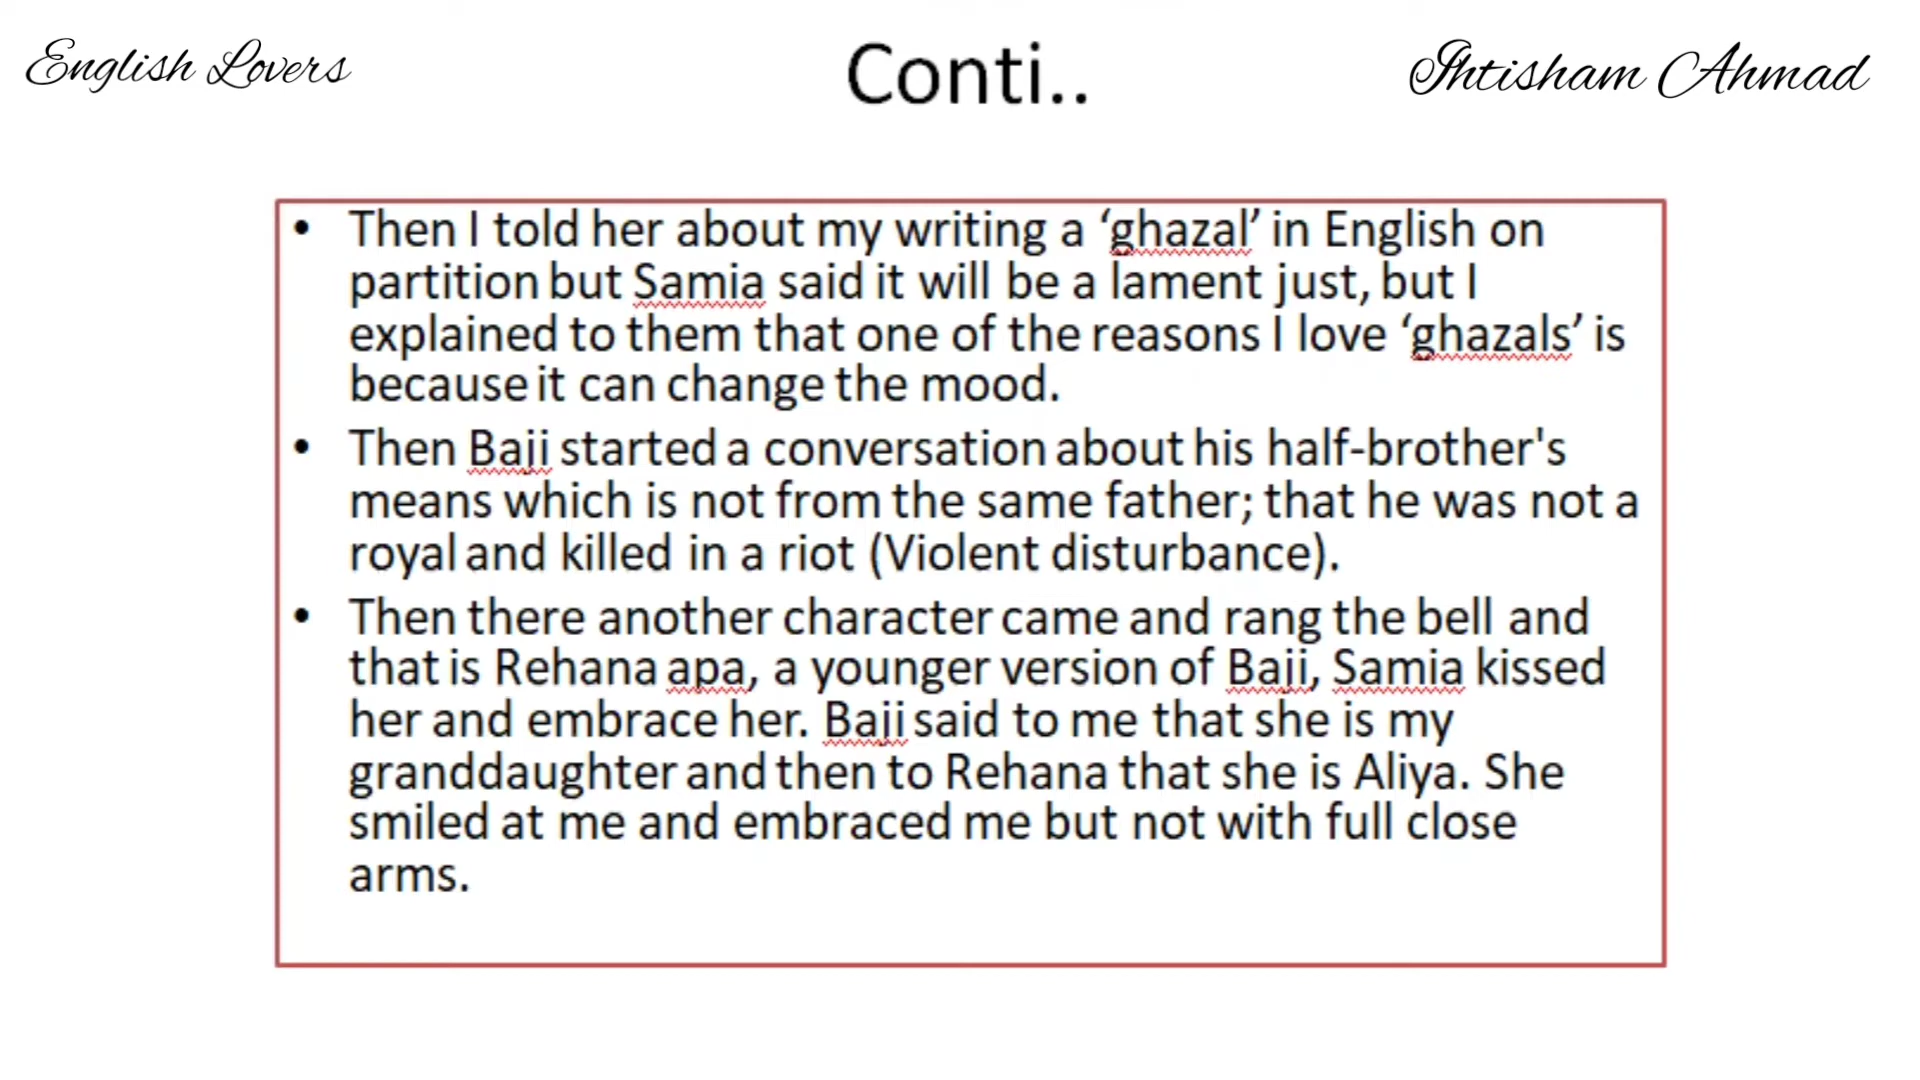 English Lovers
Conti..
Ihtisham Ahmad
• Then I told her about my writing a ‘ghazal’ in English on
partition but Samia said it will be a lament just, but I
explained to them that one of the reasons I love ‘ghazals’ is
because it can change the mood.
• Then Baji started a conversation about his half-brother's
means which is not from the same father; that he was not a
royal and killed in a riot (Violent disturbance).
• Then there another character came and rang the bell and
that is Rehana apa, a younger version of Baji, Samia kissed
her and embrace her. Baji said to me that she is my
granddaughter and then to Rehana that she is Aliya. She
smiled at me and embraced me but not with full close
arms.